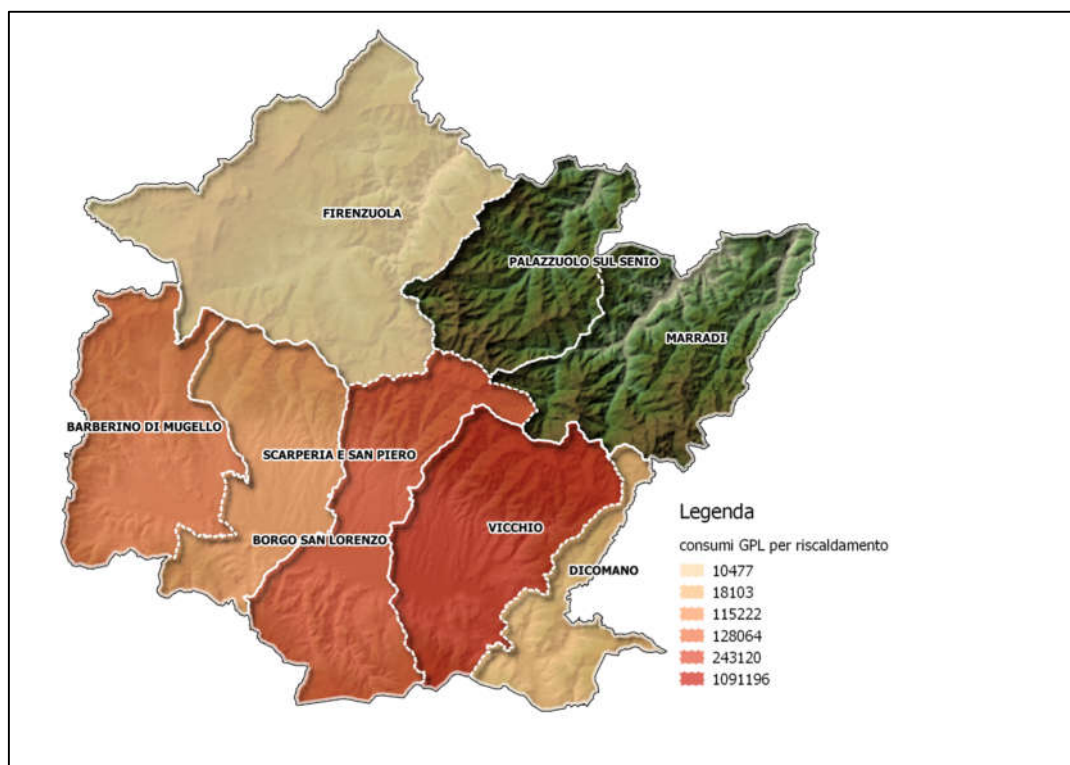 FIRENZUOLA
PALAZZUOLO SUL SENIO
MARRADI
BARBERINO DI MUGELLO
SCARPERIA E SAN PIERO
VICCHIO
BORGO SAN LORENZO
DICOMANO
Legenda
consumi GPL per riscaldamento
10477
18103
115222
128064
243120
1091196